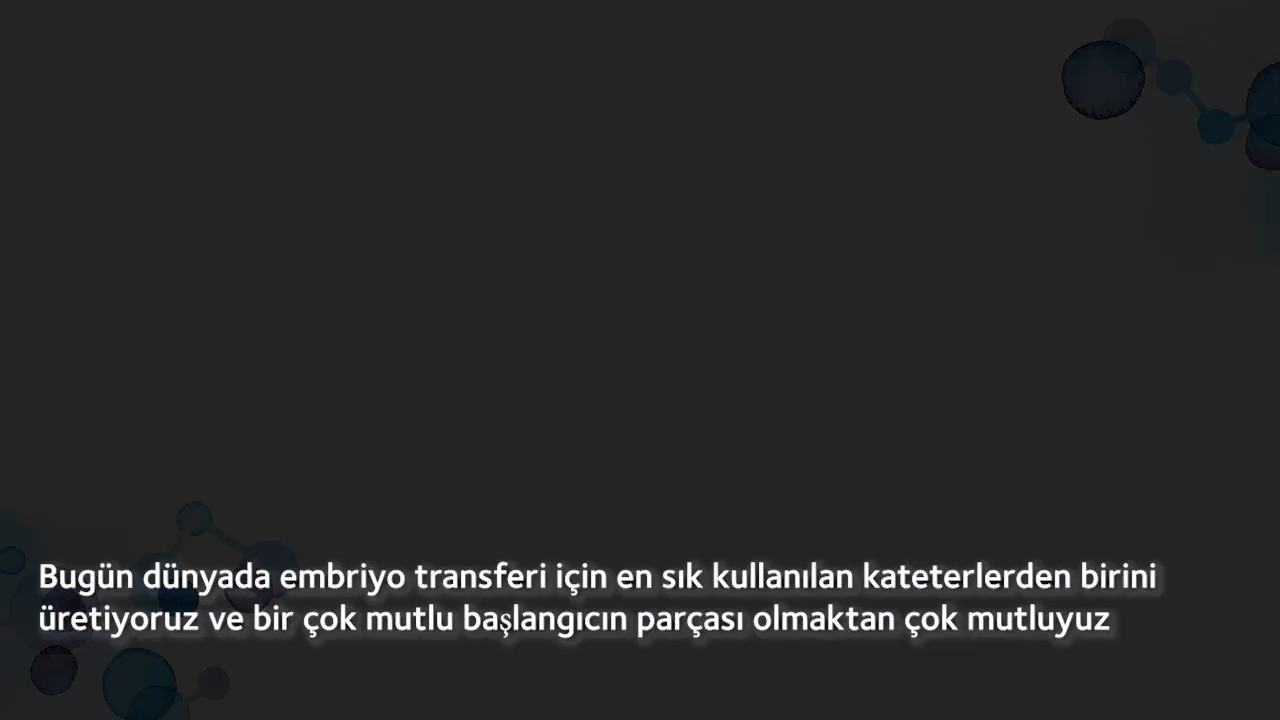 Bugün dünyada embriyo transferi için en sık kullanılan kateterlerden birini
üretiyoruz ve bir çok mutlu başlangıcın parçası olmaktan çok mutluyuz